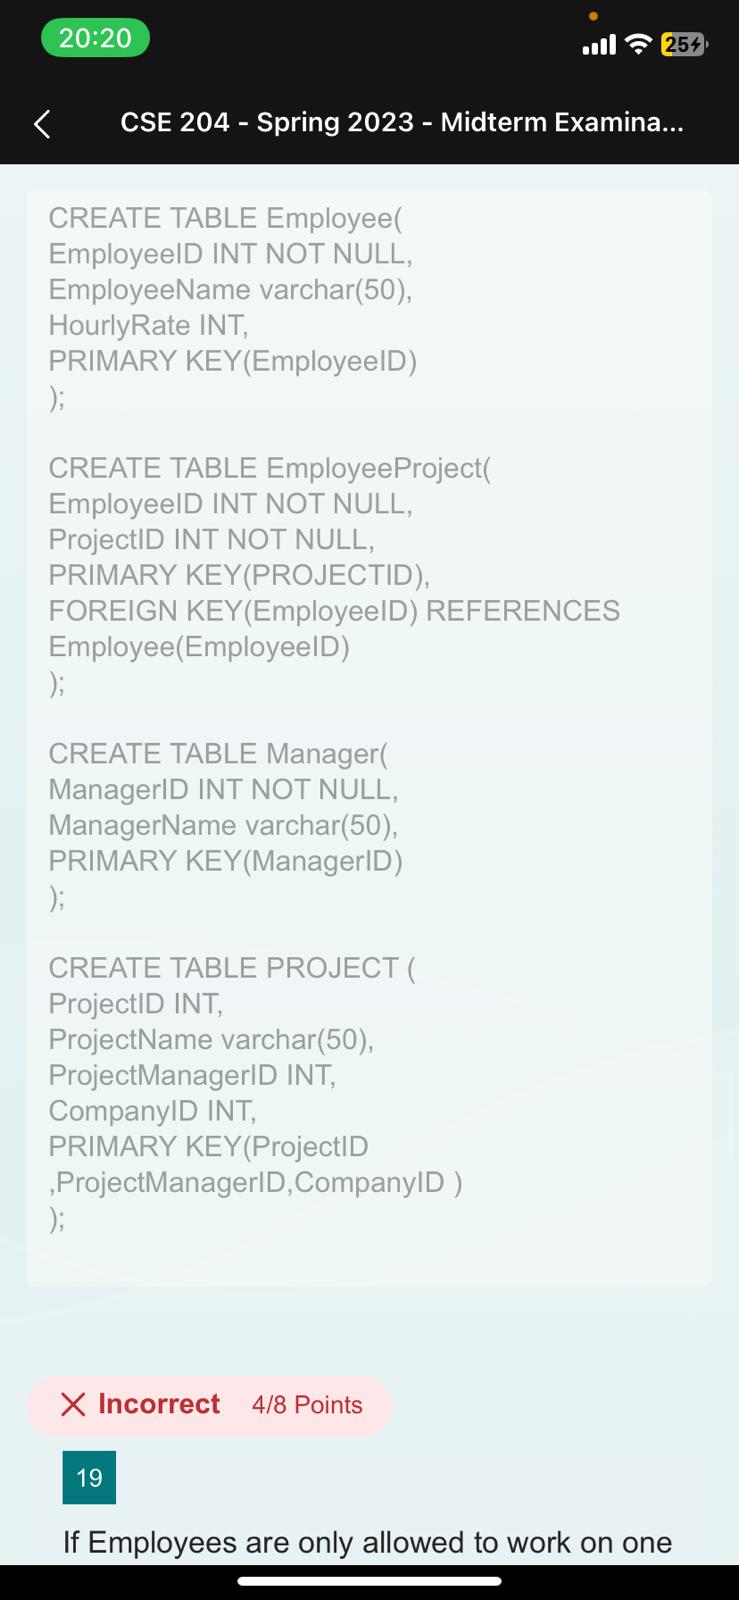 20:20
25
CSE 204 - Spring 2023 - Midterm Examina...
CREATE TABLE Employee(
EmployeeID INT NOT NULL,
EmployeeName varchar(50),
HourlyRate INT,
PRIMARY KEY(EmployeeID)
);
CREATE TABLE EmployeeProject(
EmployeeID INT NOT NULL,
ProjectID INT NOT NULL,
PRIMARY KEY(PROJECTID),
FOREIGN KEY(EmployeeID) REFERENCES
Employee(EmployeeID)
);
CREATE TABLE Manager(
ManagerID INT NOT NULL,
ManagerName varchar(50),
PRIMARY KEY(ManagerID)
);
CREATE TABLE PROJECT (
ProjectID INT,
ProjectName varchar(50),
ProjectManagerID INT,
CompanyID INT,
PRIMARY KEY(ProjectID
,ProjectManagerID,CompanyID )
);
Incorrect 4/8 Points
19
If Employees are only allowed to work on one